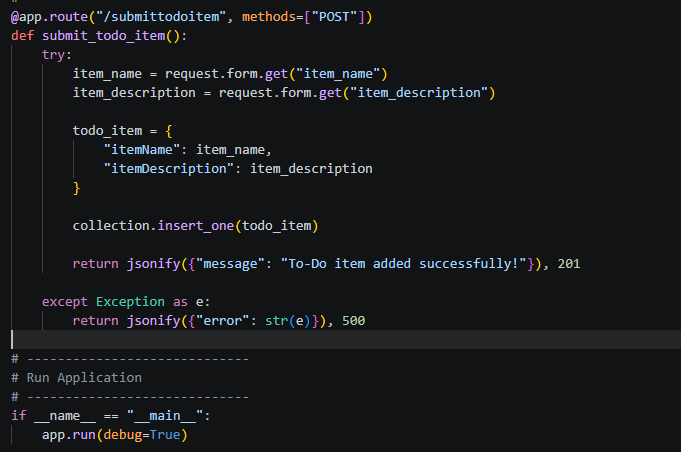 #
@app.route("/submittodoitem", methods=["POST"])
def submit_todo_item():
    try:
        item_name = request.form.get("item_name")
        item_description = request.form.get("item_description")

        todo_item = {
            "itemName": item_name,
            "itemDescription": item_description
        }

        collection.insert_one(todo_item)

        return jsonify({"message": "To-Do item added successfully!"}), 201

    except Exception as e:
        return jsonify({"error": str(e)}), 500

# -----------------------------
# Run Application
# -----------------------------
if __name__ == "__main__":
    app.run(debug=True)